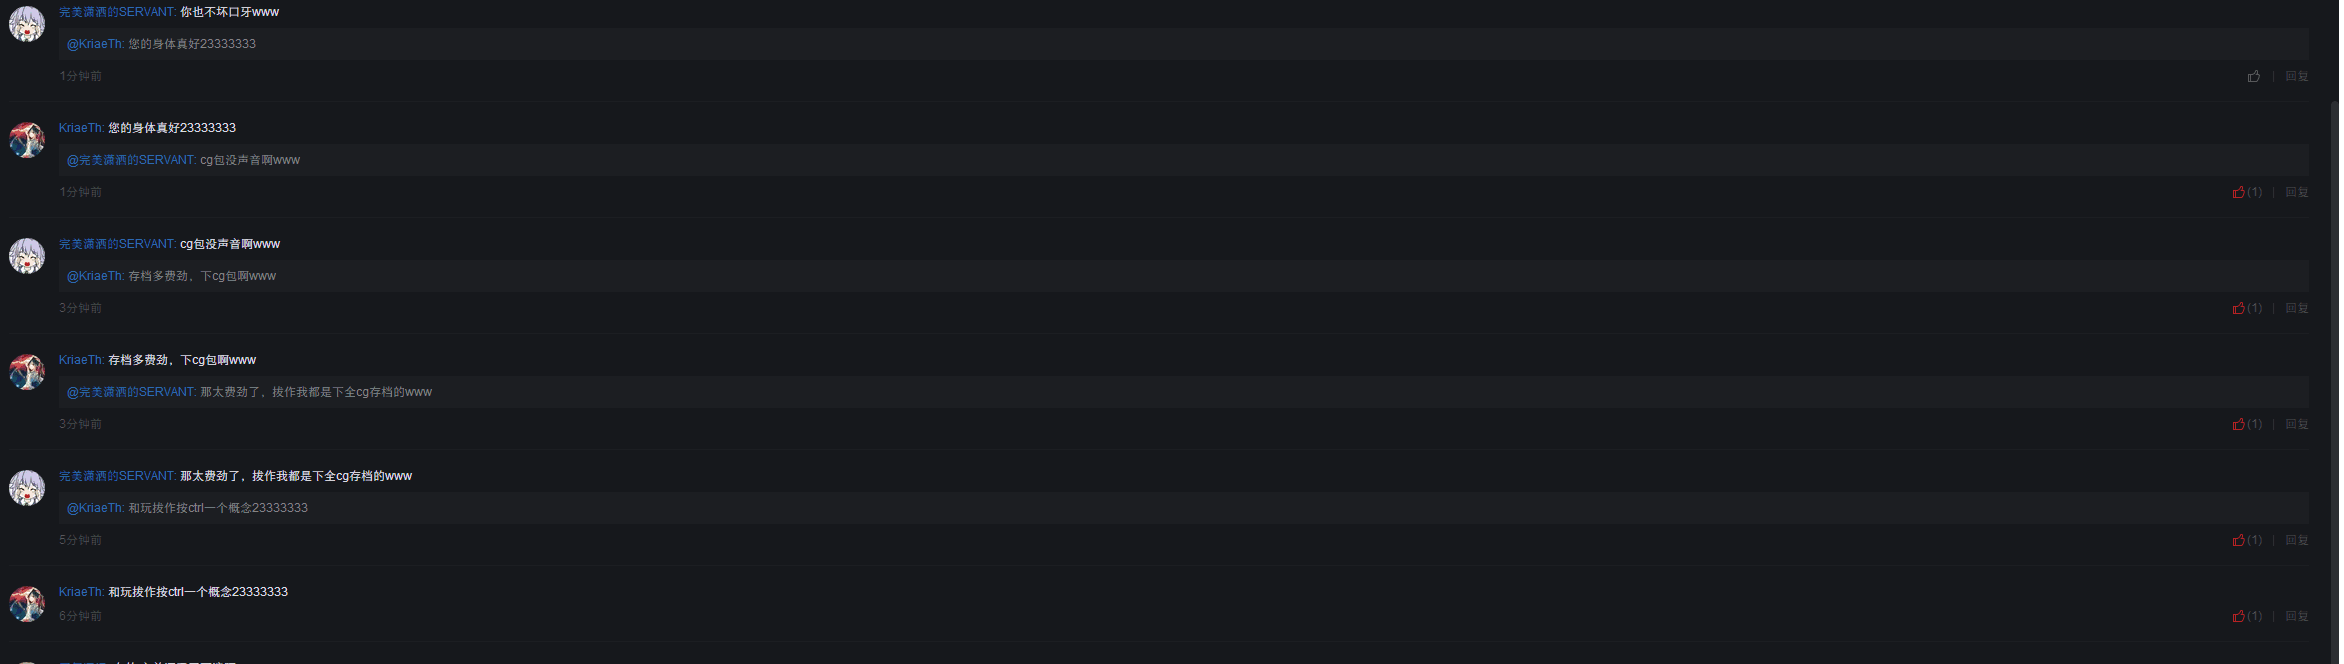 完美潇洒的SERVANT: 你也不坏口牙www
@KriaeTh: 您的身体真好23333333
1分钟前
回复
KriaeTh: 您的身体真好23333333
@完美潇洒的SERVANT: cg包没声音啊www
1分钟前
(1) | 回复
完美潇洒的SERVANT: cg包没声音啊www
@KriaeTh: 存档多费劲，下cg包啊www
3分钟前
(1) | 回复
KriaeTh: 存档多费劲，下cg包啊www
@完美潇洒的SERVANT: 那太费劲了，拔作我都是下全cg存档的www
3分钟前
(1) | 回复
完美潇洒的SERVANT: 那太费劲了，拔作我都是下全cg存档的www
@KriaeTh: 和玩拔作按ctrl一个概念23333333
5分钟前
(1) | 回复
KriaeTh: 和玩拔作按ctrl一个概念23333333
6分钟前
(1) | 回复